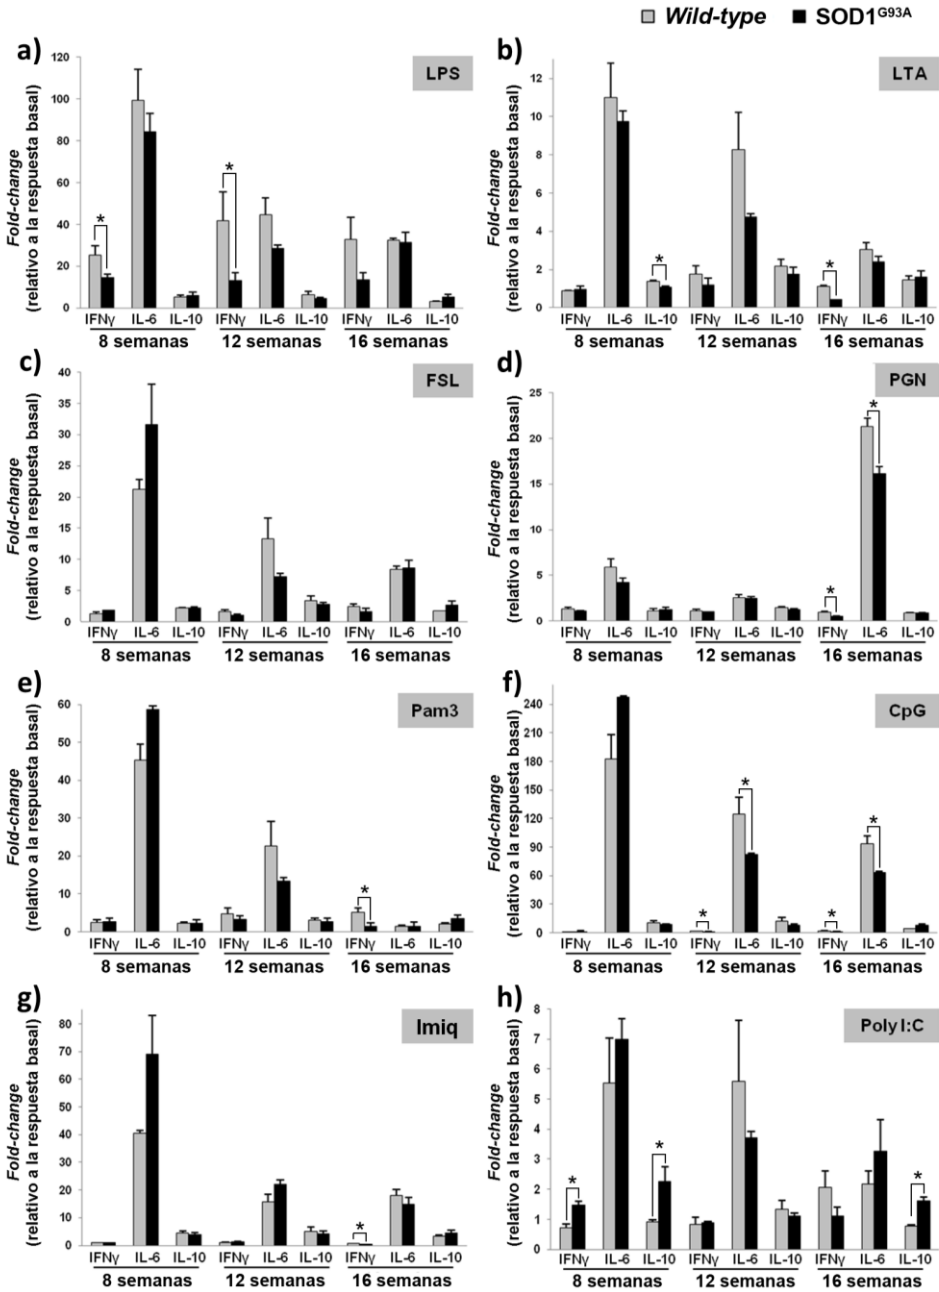 Wild-type SOD1G93A
a) b)
LPS LTA
Fold-change
(relativo a la respuesta basal)
120
100
80
60
40
20
0
* *
IFNγ IL-6 IL-10 IFNγ IL-6 IL-10 IFNγ IL-6 IL-10
8 semanas 12 semanas 16 semanas
Fold-change
(relativo a la respuesta basal)
12
10
8
6
4
2
0
* *
IFNγ IL-6 IL-10 IFNγ IL-6 IL-10 IFNγ IL-6 IL-10
8 semanas 12 semanas 16 semanas
c) d)
FSL PGN
Fold-change
(relativo a la respuesta basal)
40
35
30
25
20
15
10
5
0
IFNγ IL-6 IL-10 IFNγ IL-6 IL-10 IFNγ IL-6 IL-10
8 semanas 12 semanas 16 semanas
Fold-change
(relativo a la respuesta basal)
25
20
15
10
5
0
* *
IFNγ IL-6 IL-10 IFNγ IL-6 IL-10 IFNγ IL-6 IL-10
8 semanas 12 semanas 16 semanas
e) f)
Pam3 CpG
Fold-change
(relativo a la respuesta basal)
60
50
40
30
20
10
0
*
IFNγ IL-6 IL-10 IFNγ IL-6 IL-10 IFNγ IL-6 IL-10
8 semanas 12 semanas 16 semanas
Fold-change
(relativo a la respuesta basal)
240
210
180
150
120
90
60
30
0
* * * *
IFNγ IL-6 IL-10 IFNγ IL-6 IL-10 IFNγ IL-6 IL-10
8 semanas 12 semanas 16 semanas
g) h)
Imiq Poly I:C
Fold-change
(relativo a la respuesta basal)
80
70
60
50
40
30
20
10
0
*
IFNγ IL-6 IL-10 IFNγ IL-6 IL-10 IFNγ IL-6 IL-10
8 semanas 12 semanas 16 semanas
Fold-change
(relativo a la respuesta basal)
8
7
6
5
4
3
2
1
0
* * *
IFNγ IL-6 IL-10 IFNγ IL-6 IL-10 IFNγ IL-6 IL-10
8 semanas 12 semanas 16 semanas